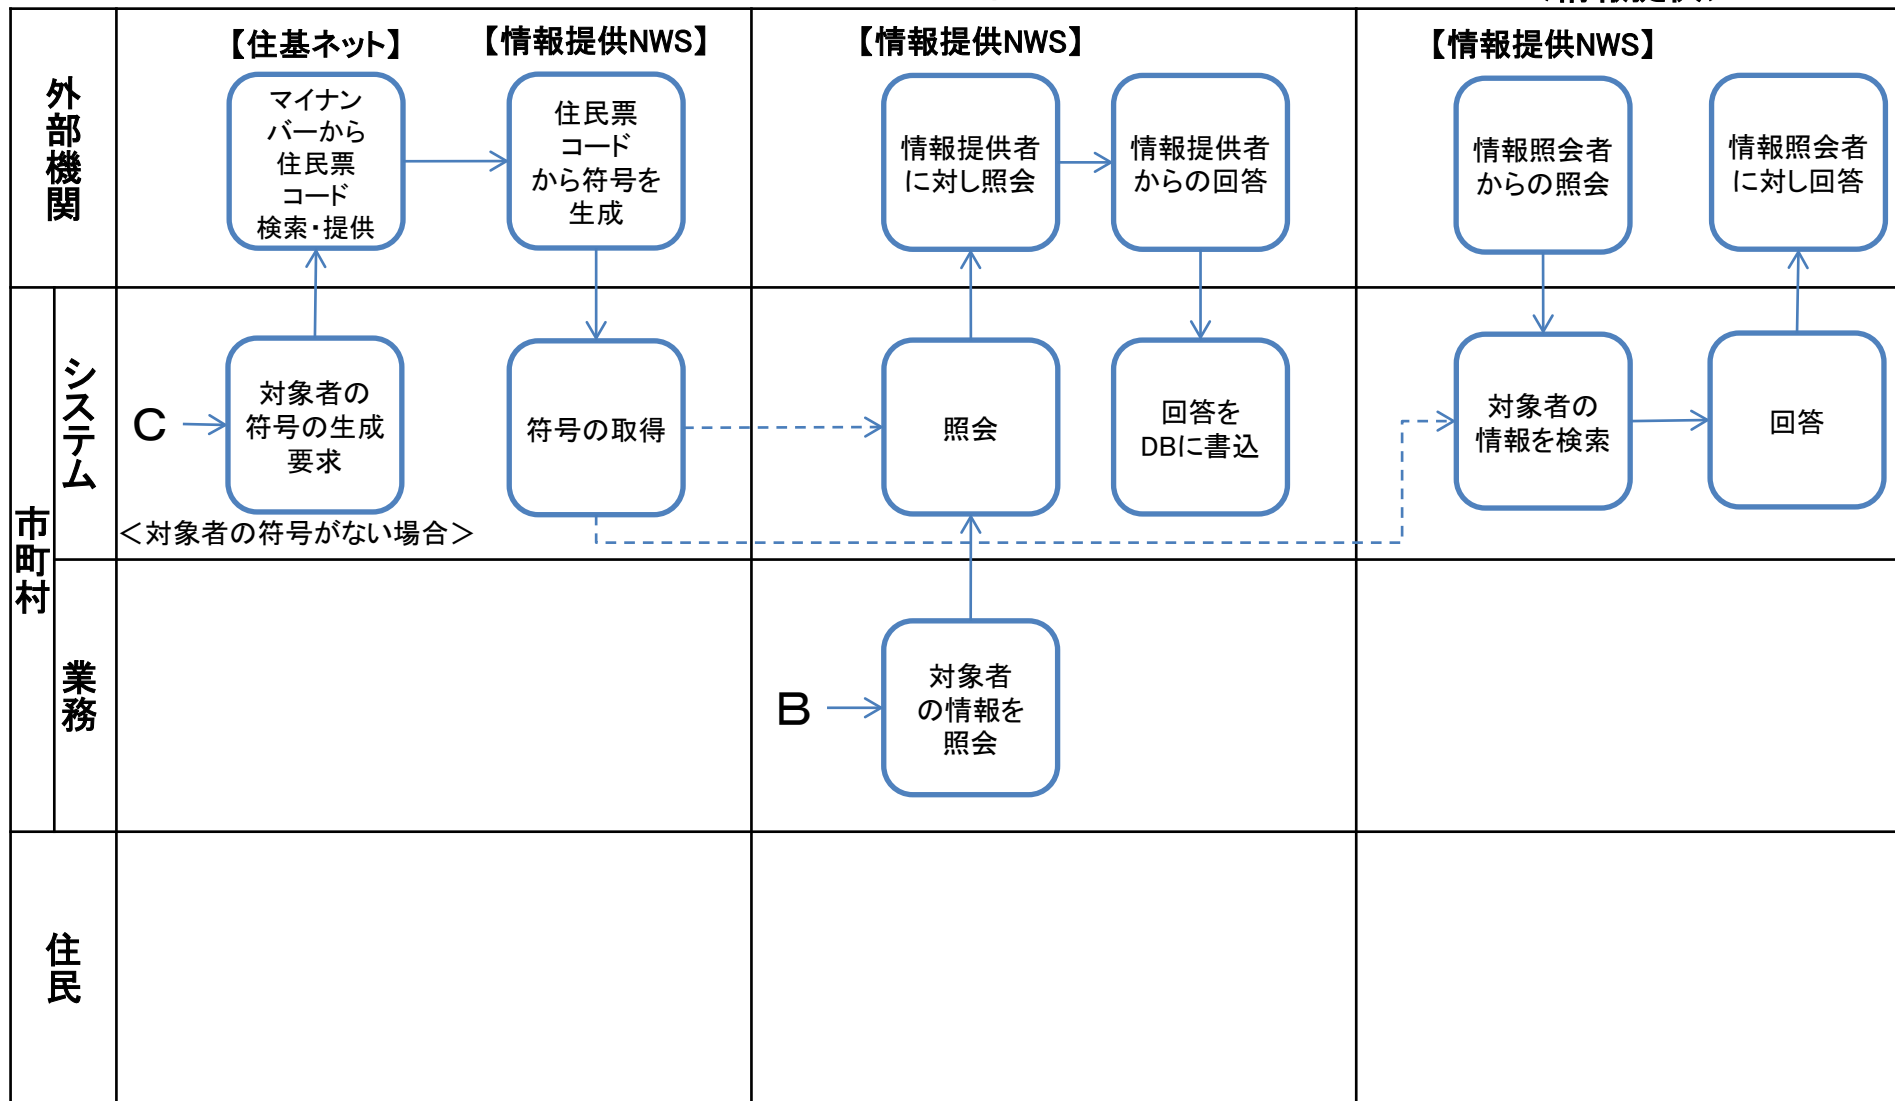 【住基ネット】
【情報提供NWS】
【情報提供NWS】
【情報提供NWS】
外部機関
マイナン
バーから
住民票
コード
検索・提供
住民票
コード
から符号を
生成
情報提供者
に対し照会
情報提供者
からの回答
情報照会者
からの照会
情報照会者
に対し回答
市町村
システム
C
対象者の
符号の生成
要求
<対象者の符号がない場合>
符号の取得
照会
回答を
DBに書込
対象者の
情報を検索
回答
業務
B
対象者
の情報を
照会
住民